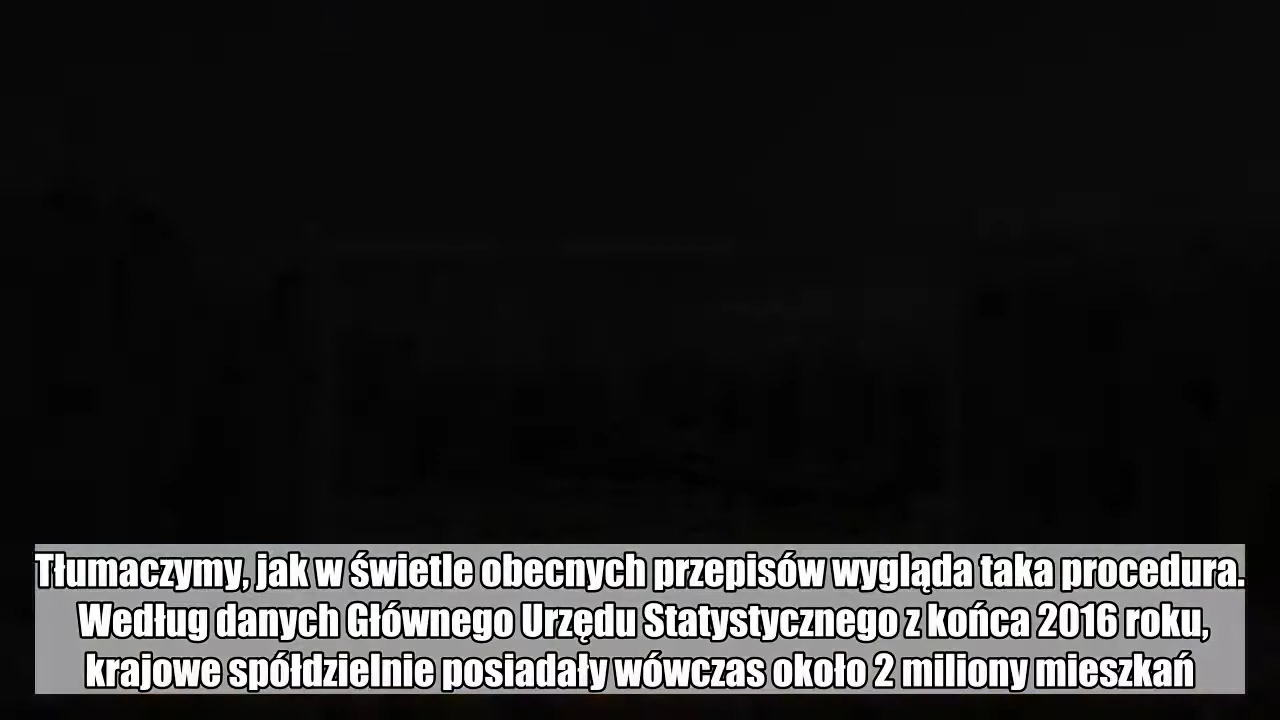 Tłumaczymy, jak w świetle obecnych przepisów wygląda taka procedura.
Według danych Głównego Urzędu Statystycznego z końca 2016 roku,
krajowe spółdzielnie posiadały wówczas około 2 miliony mieszkań